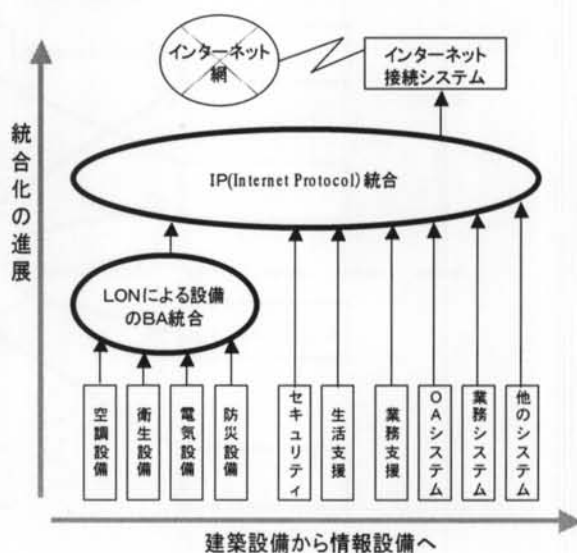 インターネット
網
インターネット
接続システム
統合化の進展
IP(Internet Protocol)統合
LONによる設備
のBA統合
空調設備
衛生設備
電気設備
防災設備
セキュリティ
生活支援
業務支援
OAシステム
業務システム
他のシステム
建築設備から情報設備へ